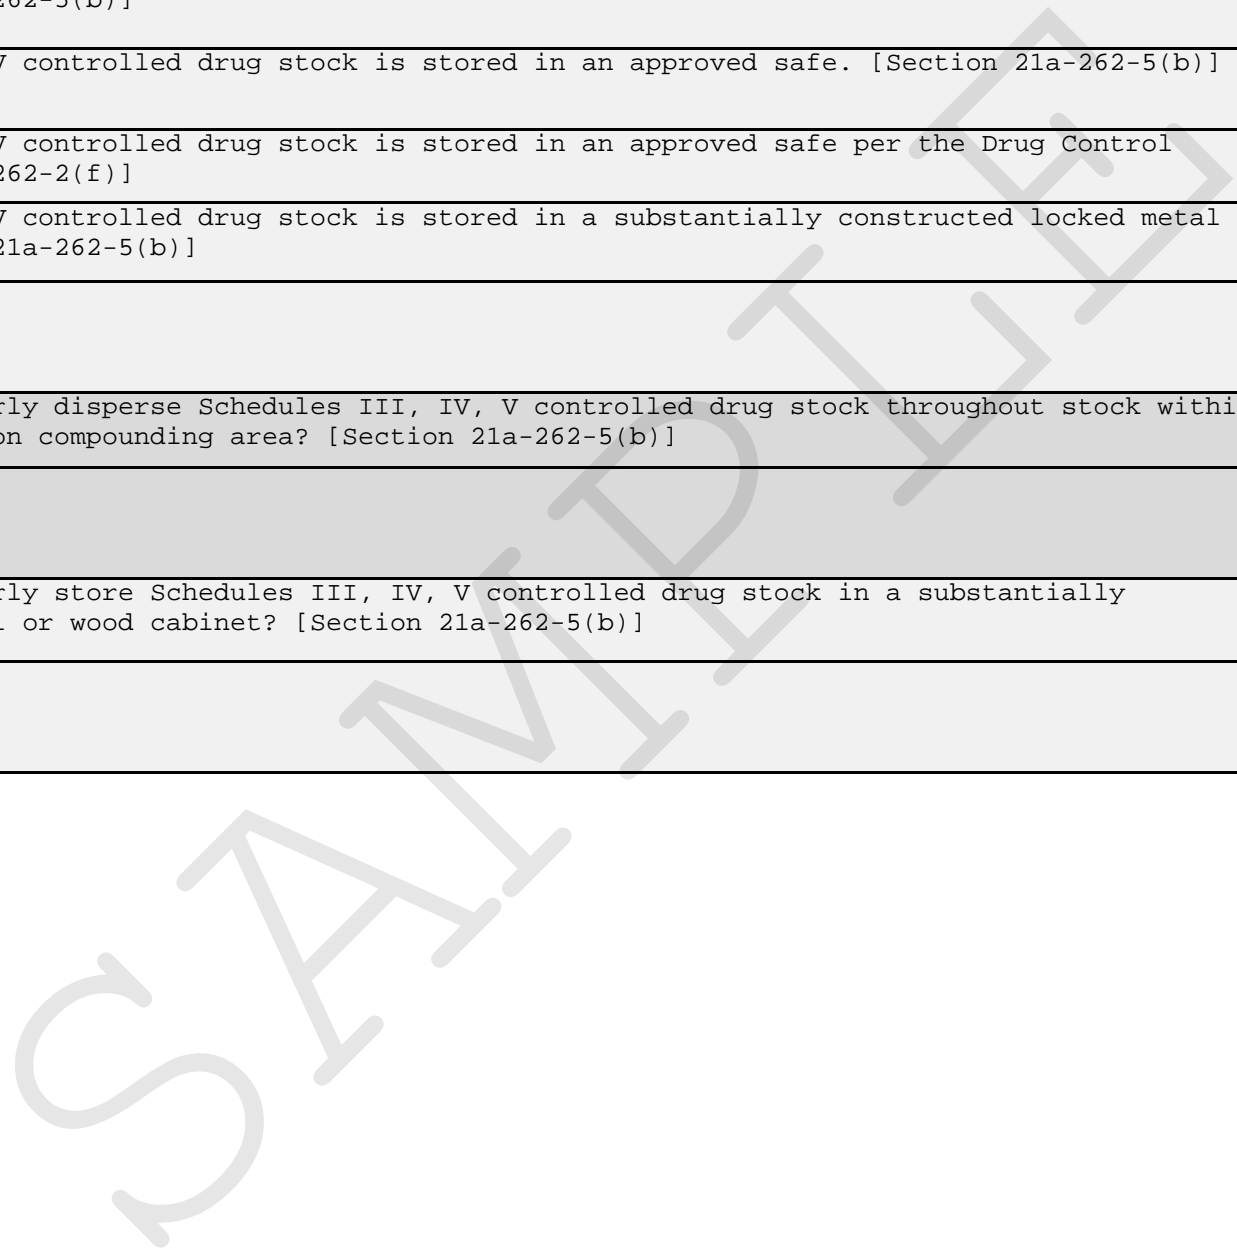 262-5(b)]
V controlled drug stock is stored in an approved safe. [Section 21a-262-5(b)]
V controlled drug stock is stored in an approved safe per the Drug Control
262-2(f)]
V controlled drug stock is stored in a substantially constructed locked metal
21a-262-5(b)]
rly disperse Schedules III, IV, V controlled drug stock throughout stock withi
on compounding area? [Section 21a-262-5(b)]
rly store Schedules III, IV, V controlled drug stock in a substantially
l or wood cabinet? [Section 21a-262-5(b)]
SAMPLE